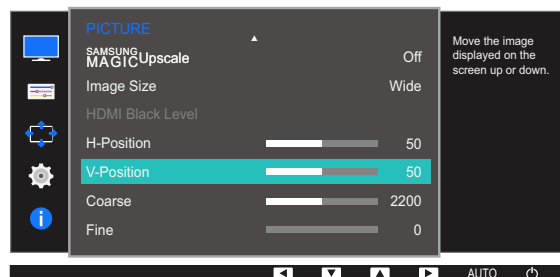 PICTURE
SAMSUNG
MAGICUpscale Off
Image Size Wide
HDMI Black Level
H-Position 50
V-Position 50
Coarse 2200
Fine 0
Move the image
displayed on the
screen up or down.
AUTO